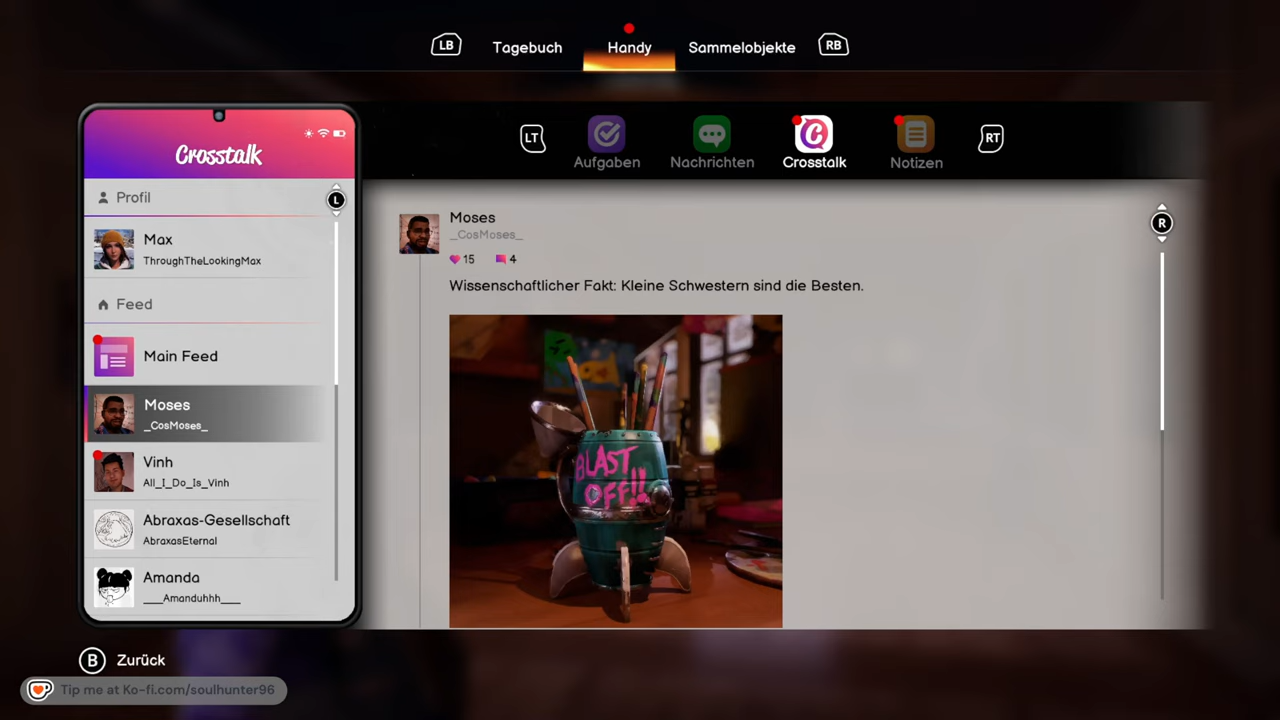 LB Tagebuch Handy Sammelobjekte RB
Crosstalk
Profil
L
Max
ThroughTheLookingMax
Feed
Main Feed
Moses
_CosMoses_
Vinh
All_I_Do_Is_Vinh
Abraxas-Gesellschaft
AbraxasEternal
Amanda
___Amanduhhh___
LT Aufgaben Nachrichten Crosstalk Notizen RT
Moses
_CosMoses_
R
15 4
Wissenschaftlicher Fakt: Kleine Schwestern sind die Besten.
BLAST
OFF!!
B Zurück
Tip me at Ko-fi.com/soulhunter96